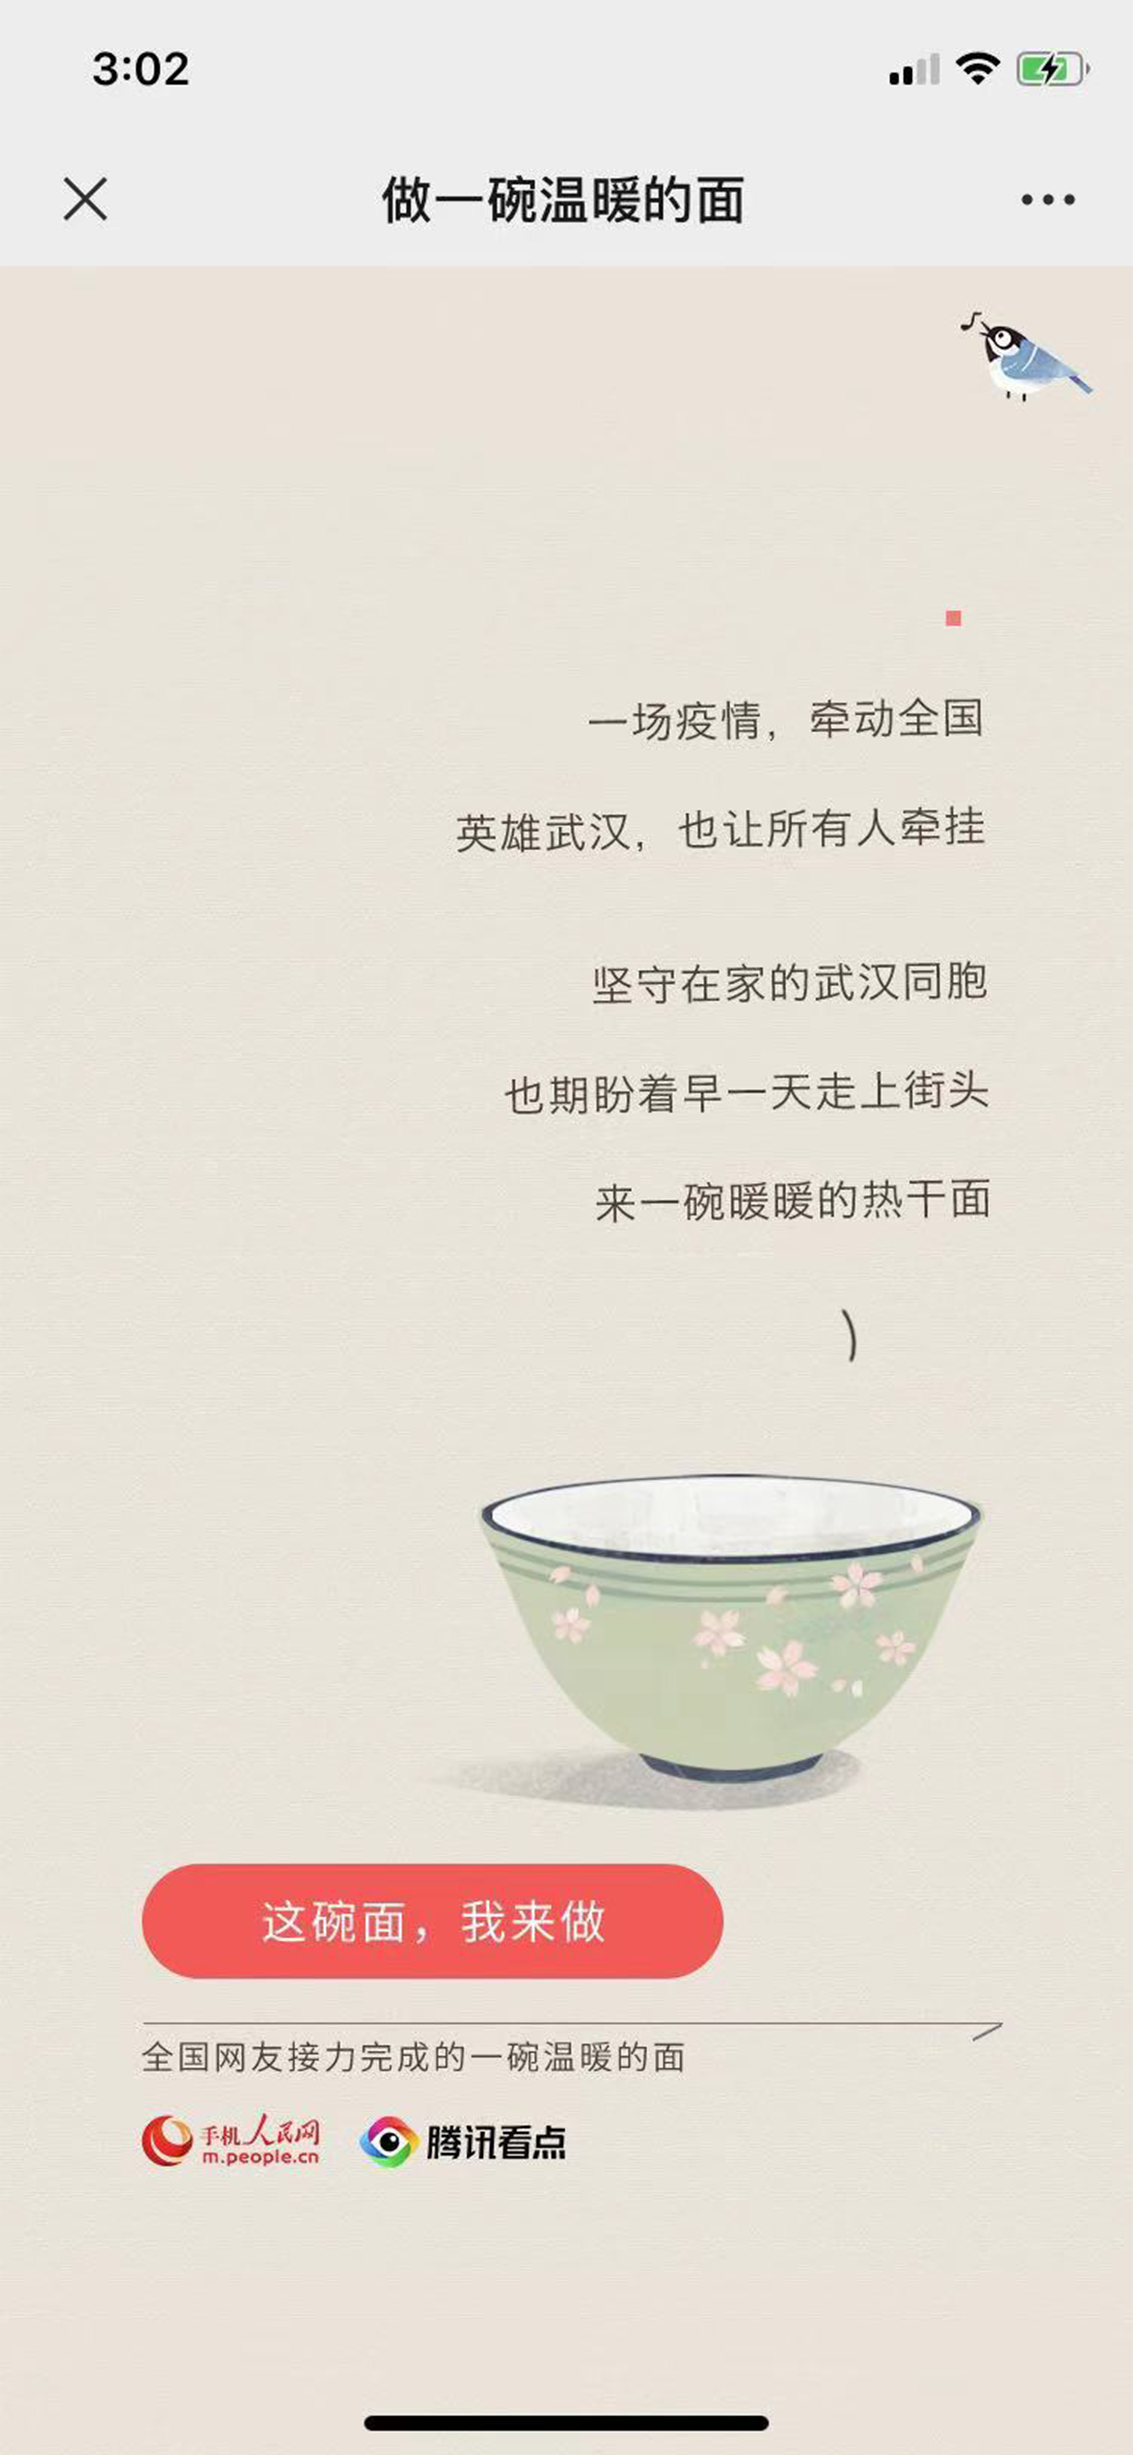 3:02
做一碗温暖的面
一场疫情，牵动全国
英雄武汉，也让所有人牵挂
坚守在家的武汉同胞
也期盼着早一天走上街头
来一碗暖暖的热干面
这碗面，我来做
全国网友接力完成的一碗温暖的面
手机人民网
m.people.cn
腾讯看点